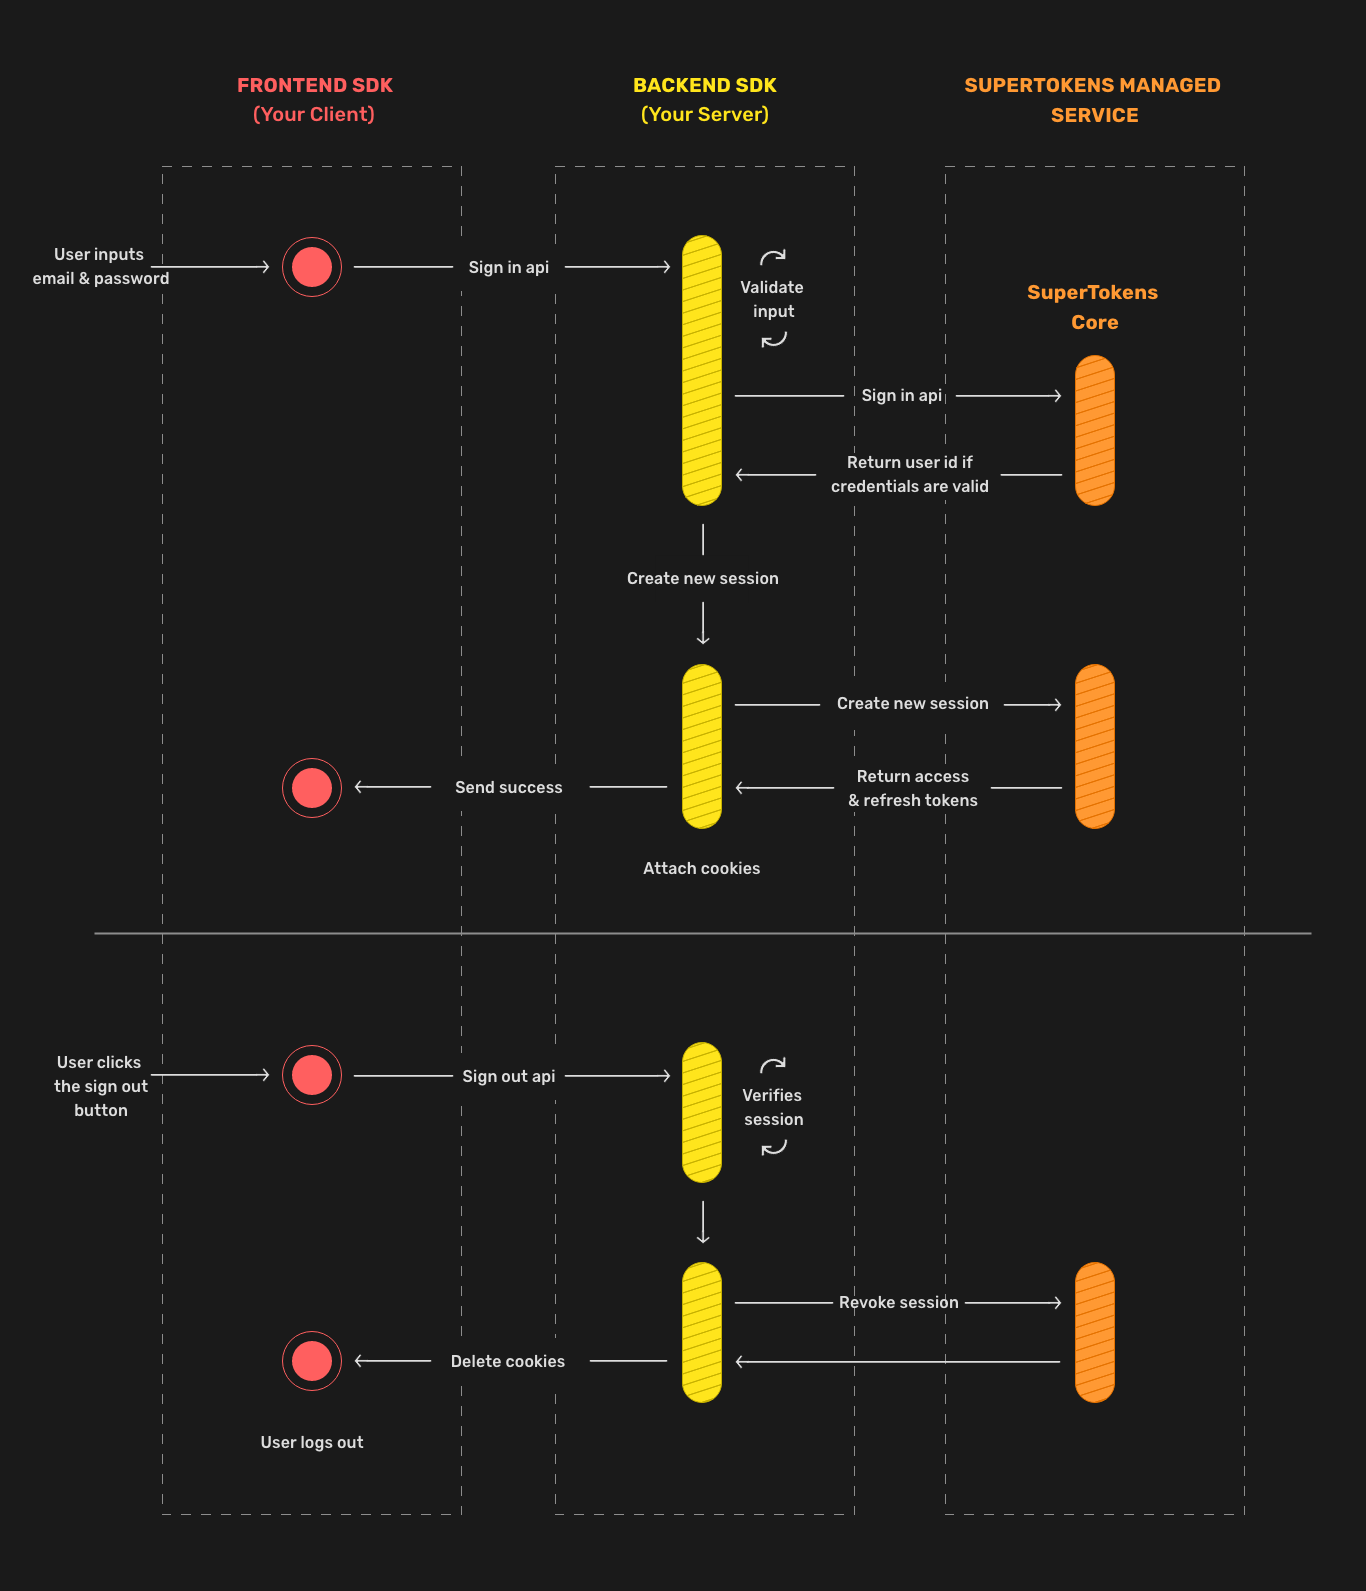 FRONTEND SDK
(Your Client)
BACKEND SDK
(Your Server)
SUPERTOKENS MANAGED
SERVICE
User inputs
email & password
Sign in api
Validate
input
SuperTokens
Core
Sign in api
Return user id if
credentials are valid
Create new session
Create new session
Return access
& refresh tokens
Send success
Attach cookies
User clicks
the sign out
button
Sign out api
Verifies
session
Revoke session
Delete cookies
User logs out